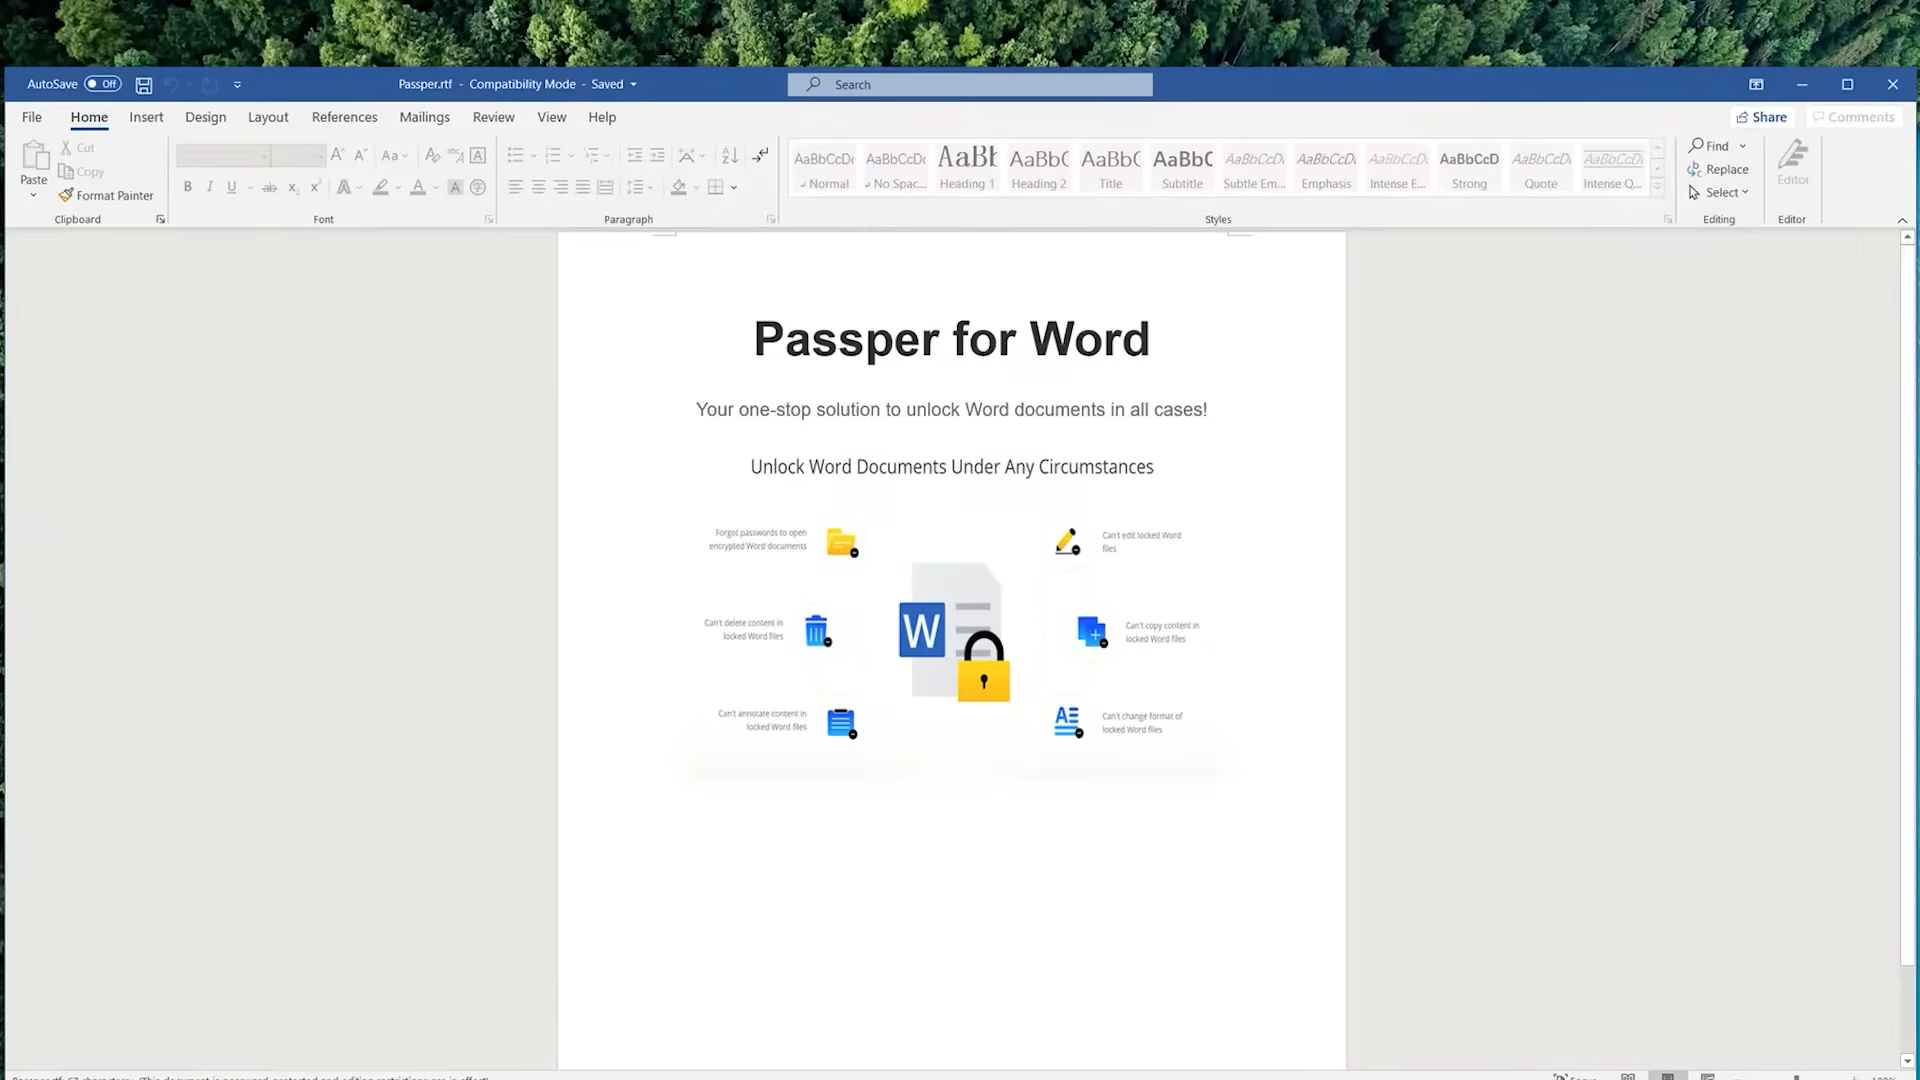 AutoSave Off Passper.rtf - Compatibility Mode - Saved Search
File Home Insert Design Layout References Mailings Review View Help Share Comments
Paste
Cut
Copy
Format Painter
Clipboard
Font
Paragraph
AaBbCcDc AaBbCcDc AaBb AaBbC AaBbC AaBbC AaBbCcDi AaBbCcDi AaBbCcDi AaBbCcD AaBbCcDi AaBbCcDi
Normal No Spac... Heading 1 Heading 2 Title Subtitle Subtle Em... Emphasis Intense E... Strong Quote Intense Q...
Styles
Find
Replace
Select
Editing
Editor
Editor
Passper for Word
Your one-stop solution to unlock Word documents in all cases!
Unlock Word Documents Under Any Circumstances
Forgot passwords to open
encrypted Word documents
Can't edit locked Word
files
Can't delete content in
locked Word files
W
Can't copy content in
locked Word files
Can't annotate content in
locked Word files
Can't change format of
locked Word files